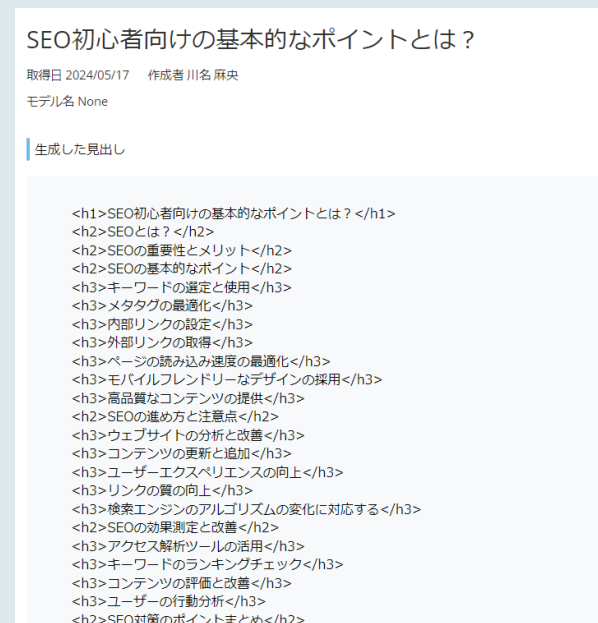 SEO初心者向けの基本的なポイントとは？
取得日 2024/05/17 作成者 川名 麻央
モデル名 None
生成した見出し
<h1>SEO初心者向けの基本的なポイントとは？</h1>
<h2>SEOとは？</h2>
<h2>SEOの重要性とメリット</h2>
<h2>SEOの基本的なポイント</h2>
<h3>キーワードの選定と使用</h3>
<h3>メタタグの最適化</h3>
<h3>内部リンクの設定</h3>
<h3>外部リンクの取得</h3>
<h3>ページの読み込み速度の最適化</h3>
<h3>モバイルフレンドリーなデザインの採用</h3>
<h3>高品質なコンテンツの提供</h3>
<h2>SEOの進め方と注意点</h2>
<h3>ウェブサイトの分析と改善</h3>
<h3>コンテンツの更新と追加</h3>
<h3>ユーザーエクスペリエンスの向上</h3>
<h3>リンクの質の向上</h3>
<h3>検索エンジンのアルゴリズムの変化に対応する</h3>
<h2>SEOの効果測定と改善</h2>
<h3>アクセス解析ツールの活用</h3>
<h3>キーワードのランキングチェック</h3>
<h3>コンテンツの評価と改善</h3>
<h3>ユーザーの行動分析</h3>
<h2>SEO対策のポイントまとめ</h2>